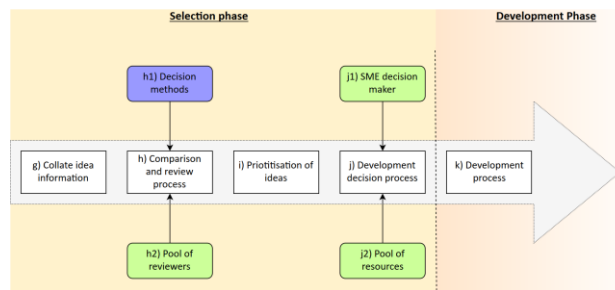 Selection phase
Development Phase
h1) Decision
methods
j1) SME decision
maker
g) Collate idea
information
h) Comparison
and review
process
i) Priotitisation of
ideas
j) Development
decision process
k) Development
process
h2) Pool of
reviewers
j2) Pool of
resources